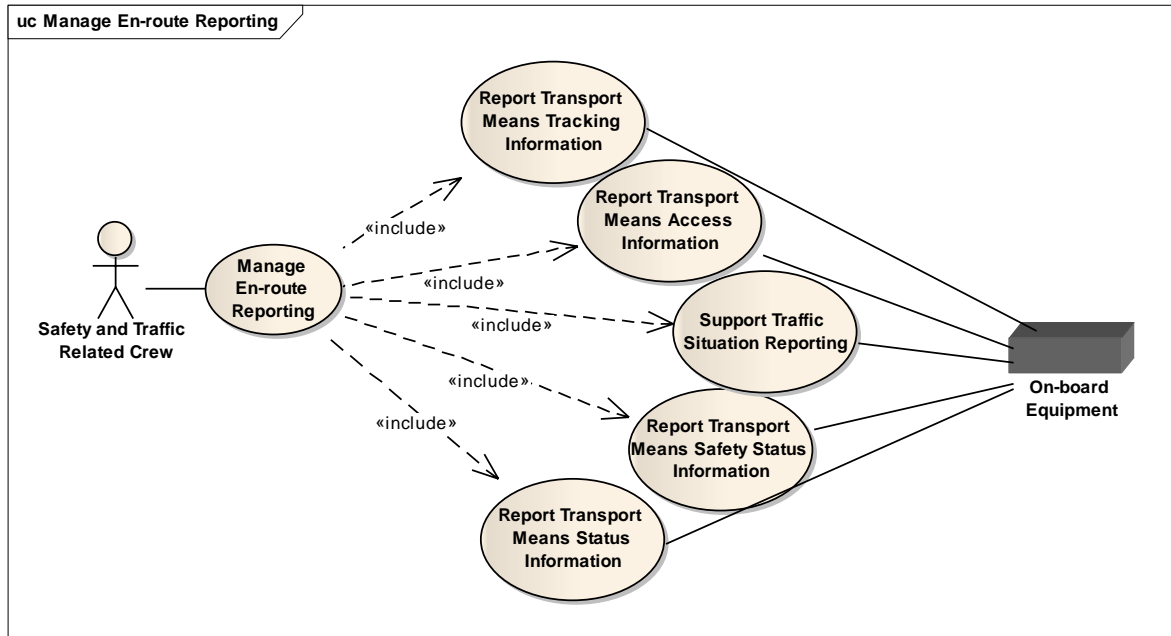 uc Manage En-route Reporting
Report Transport
Means Tracking
Information
Report Transport
Means Access
Information
«include»
«include»
Manage
En-route
Reporting
Safety and Traffic
Related Crew
«include»
Support Traffic
Situation Reporting
On-board
Equipment
«include»
«include»
Report Transport
Means Safety Status
Information
Report Transport
Means Status
Information